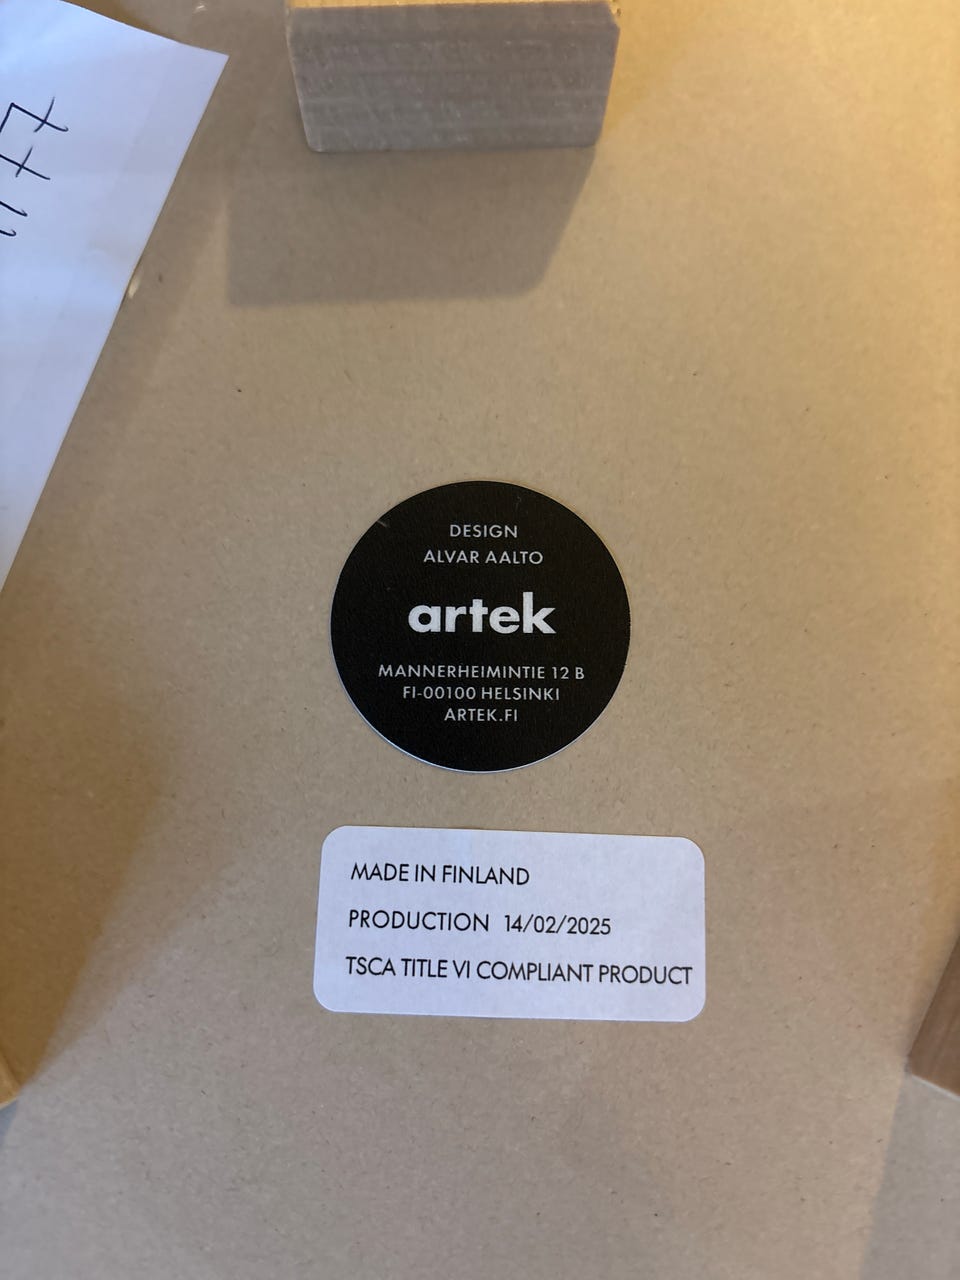 DESIGN
ALVAR AALTO
artek
MANNERHEIMINTIE 12 B
FI-00100 HELSINKI
ARTEK.FI
MADE IN FINLAND
PRODUCTION 14/02/2025
TSCA TITLE VI COMPLIANT PRODUCT